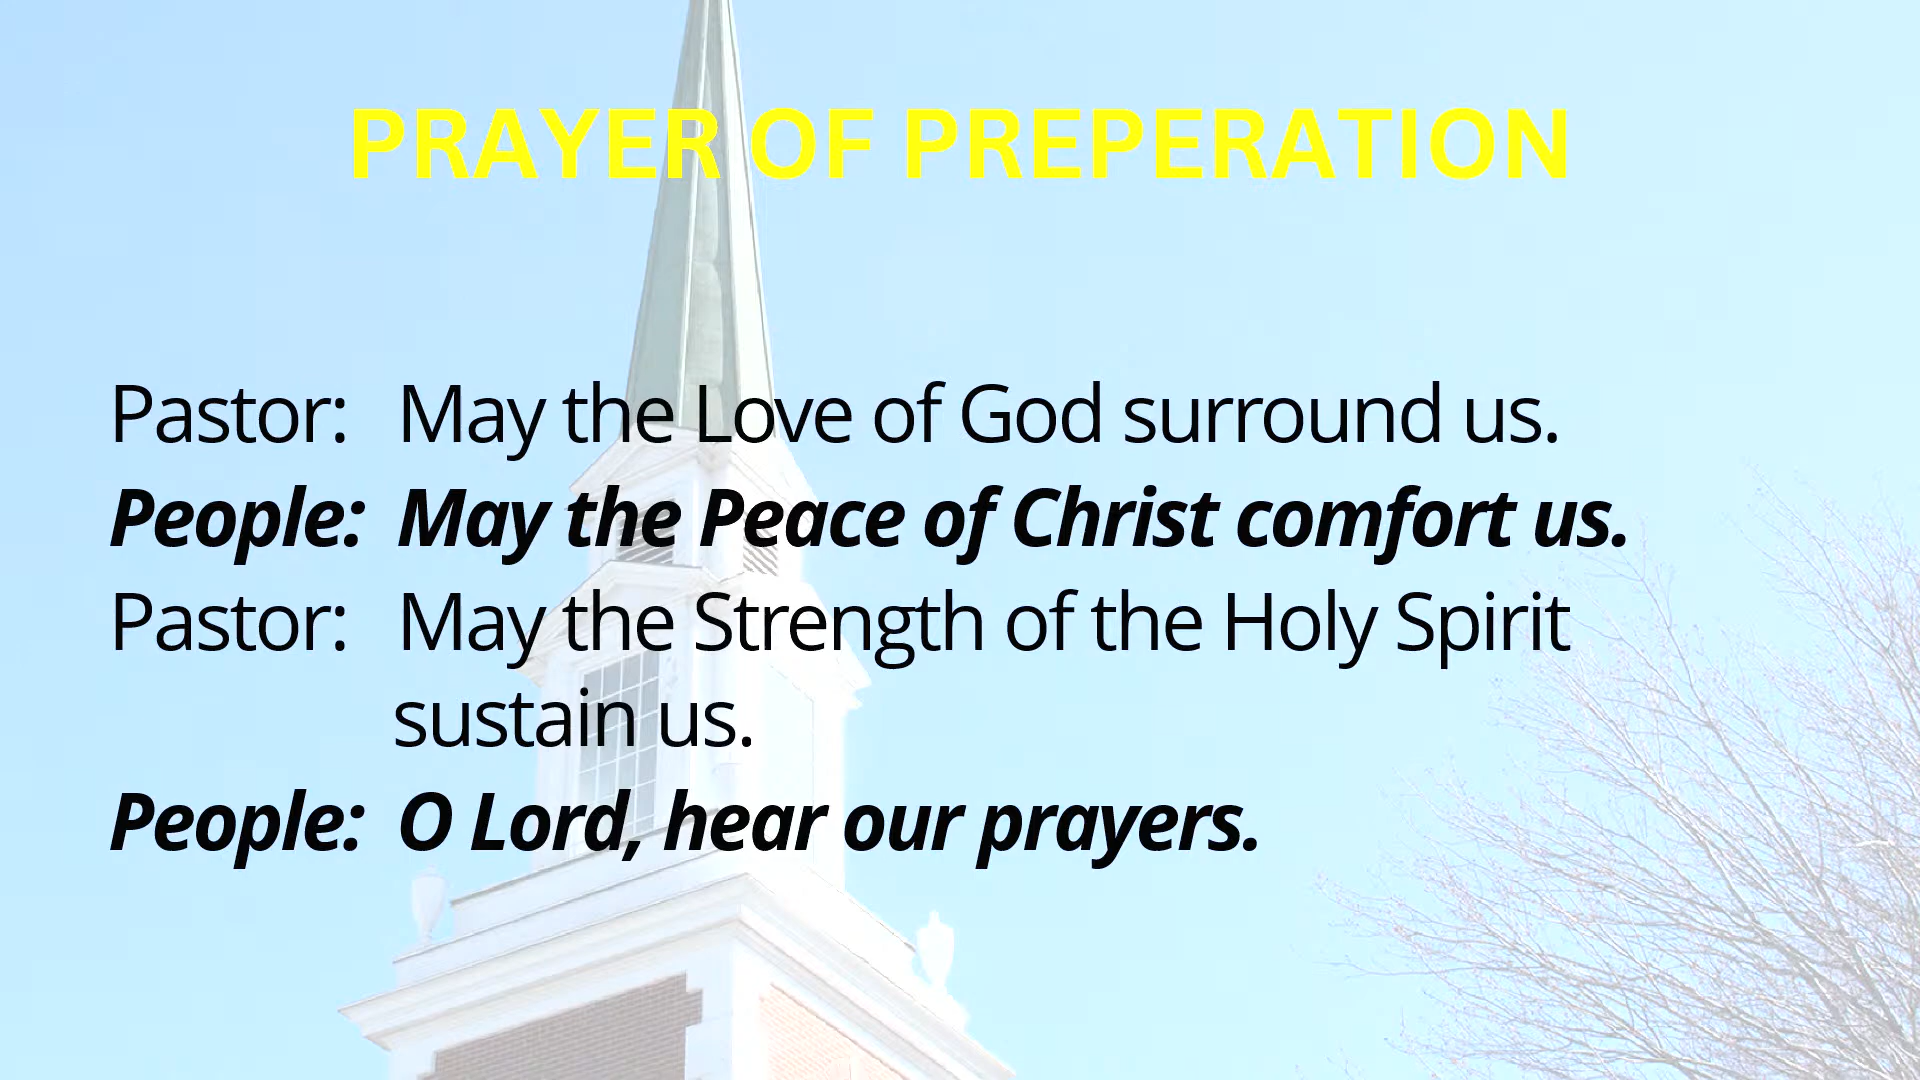 PRAYER OF PREPERATION
Pastor: May the Love of God surround us.
People: May the Peace of Christ comfort us.
Pastor: May the Strength of the Holy Spirit
sustain us.
People: O Lord, hear our prayers.